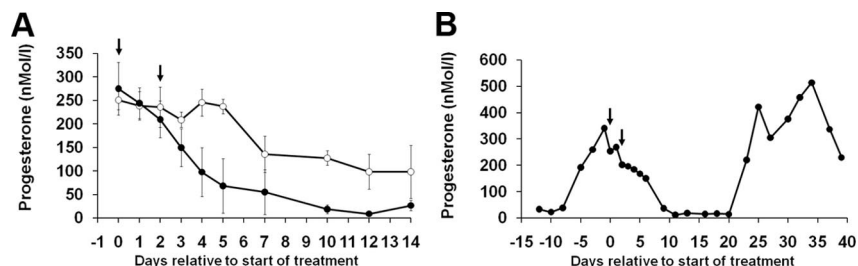 A
Progesterone (nMol/l)
350
300
250
200
150
100
50
0
-1 0 1 2 3 4 5 6 7 8 9 10 11 12 13 14
Days relative to start of treatment
B
Progesterone (nMol/l)
600
500
400
300
200
100
0
-15 -10 -5 0 5 10 15 20 25 30 35 40
Days relative to start of treatment